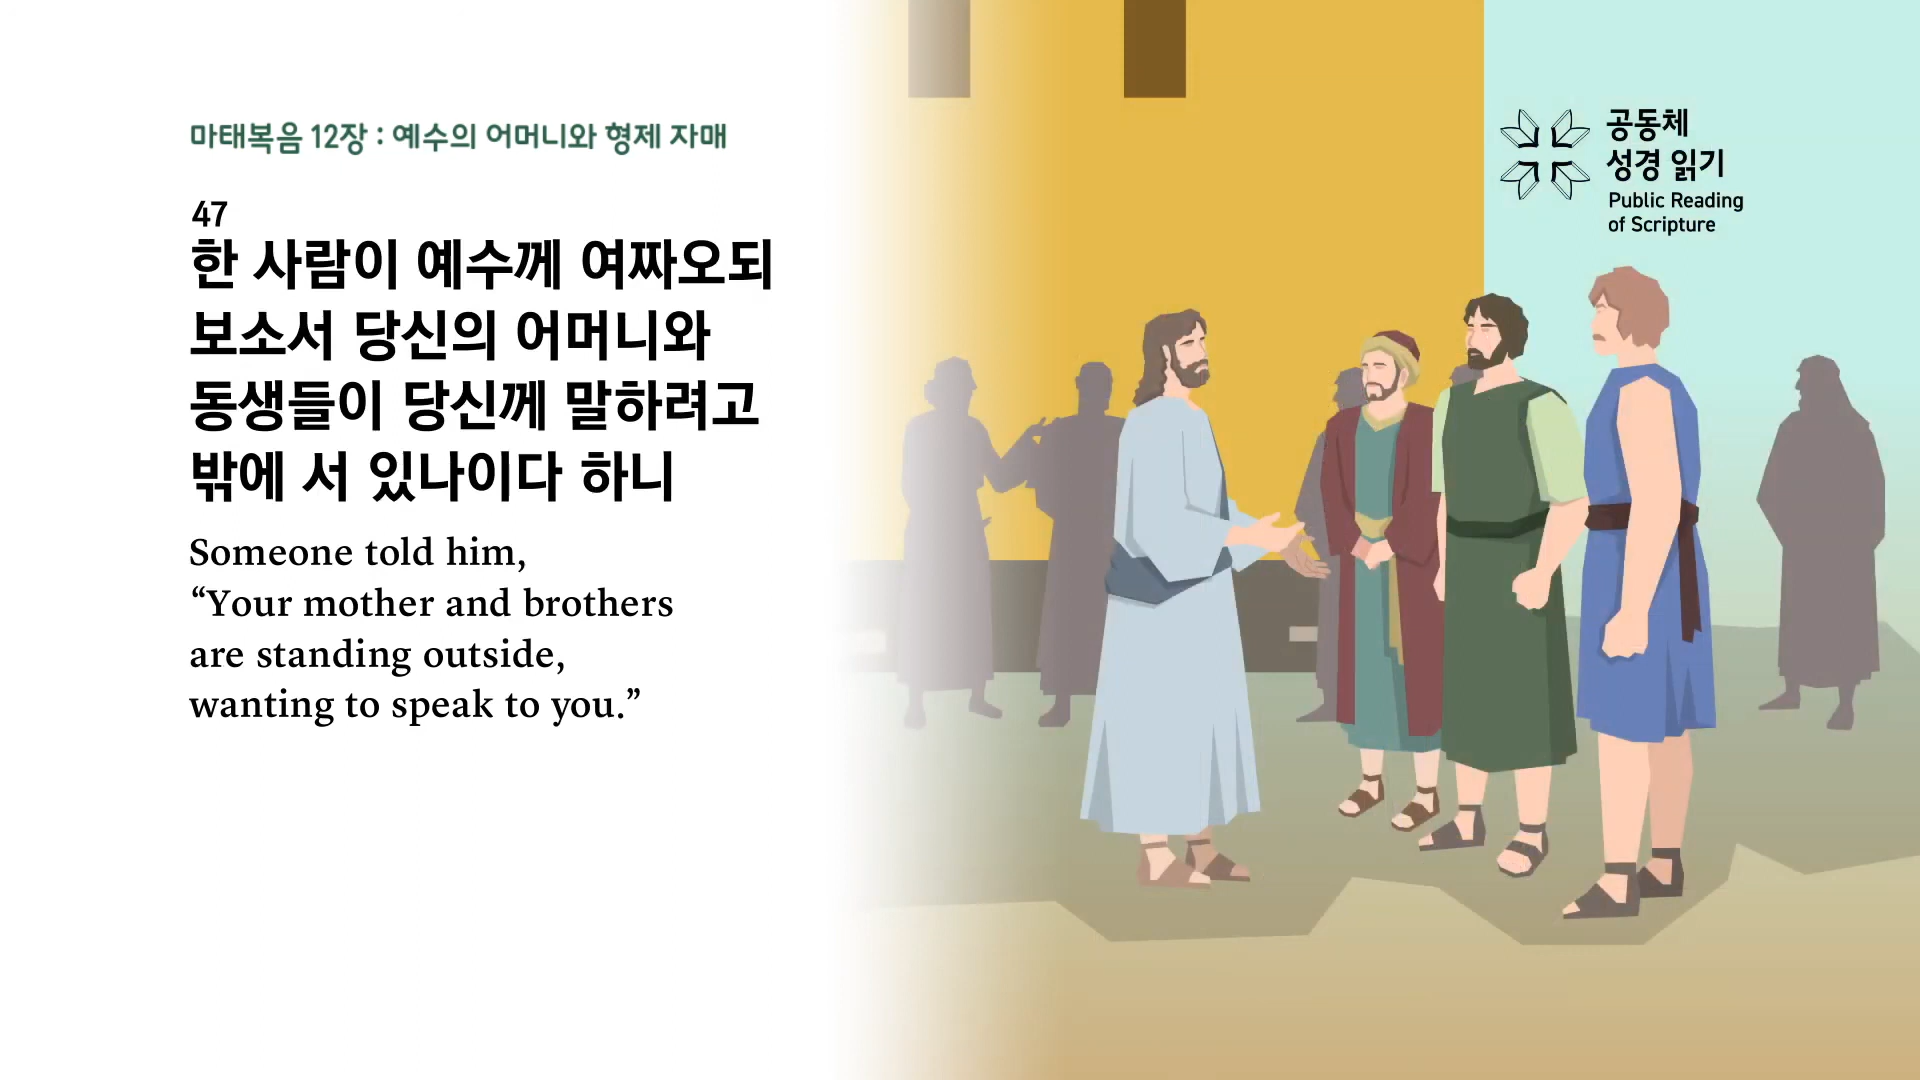 마태복음 12장 : 예수의 어머니와 형제 자매
47
한 사람이 예수께 여짜오되
보소서 당신의 어머니와
동생들이 당신께 말하려고
밖에 서 있나이다 하니
Someone told him,
“Your mother and brothers
are standing outside,
wanting to speak to you.”
공동체
성경 읽기
Public Reading
of Scripture